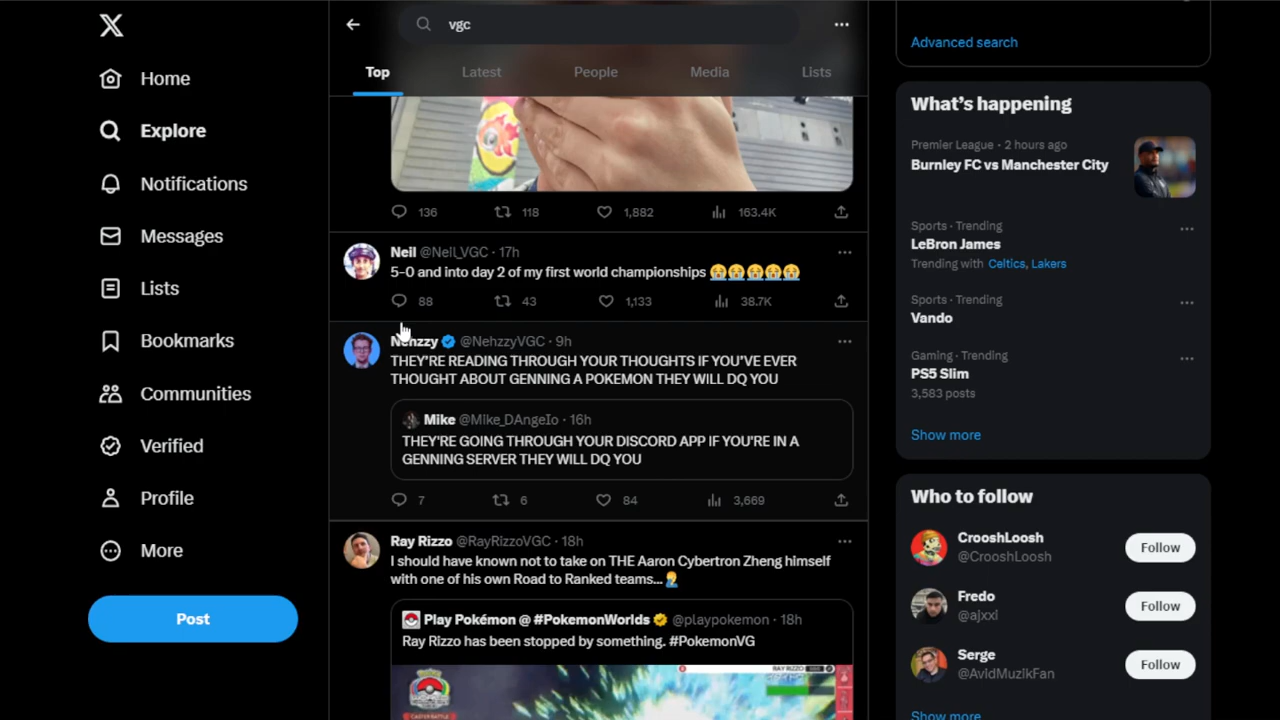 Home
Explore
Notifications
Messages
Lists
Bookmarks
Communities
Verified
Profile
More
Post
vgc
Top
Latest
People
Media
Lists
136
118
1,882
163.4K
Neil @Neil_VGC · 17h
5-0 and into day 2 of my first world championships 😭😭😭😭😭
88
43
1,133
38.7K
Nehzzy @NehzzyVGC · 9h
THEY'RE READING THROUGH YOUR THOUGHTS IF YOU'VE EVER
THOUGHT ABOUT GENNING A POKEMON THEY WILL DQ YOU
Mike @Mike_DAngelo · 16h
THEY'RE GOING THROUGH YOUR DISCORD APP IF YOU'RE IN A
GENNING SERVER THEY WILL DQ YOU
7
6
84
3,669
Ray Rizzo @RayRizzoVGC · 18h
I should have known not to take on THE Aaron Cybertron Zheng himself
with one of his own Road to Ranked teams... 🤦‍♂️
Play Pokémon @ #PokemonWorlds @playpokemon · 18h
Ray Rizzo has been stopped by something. #PokemonVG
RAY RIZZO
Advanced search
What's happening
Premier League · 2 hours ago
Burnley FC vs Manchester City
Sports · Trending
LeBron James
Trending with Celtics, Lakers
Sports · Trending
Vando
Gaming · Trending
PS5 Slim
3,583 posts
Show more
Who to follow
CrooshLoosh
@CrooshLoosh
Follow
Fredo
@ajxxi
Follow
Serge
@AvidMuzikFan
Follow
Show more